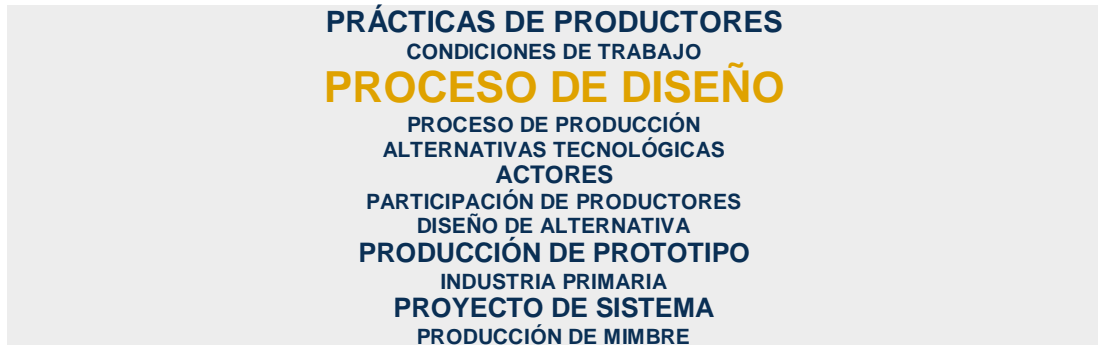 PRÁCTICAS DE PRODUCTORES
CONDICIONES DE TRABAJO
PROCESO DE DISEÑO
PROCESO DE PRODUCCIÓN
ALTERNATIVAS TECNOLÓGICAS
ACTORES
PARTICIPACIÓN DE PRODUCTORES
DISEÑO DE ALTERNATIVA
PRODUCCIÓN DE PROTOTIPO
INDUSTRIA PRIMARIA
PROYECTO DE SISTEMA
PRODUCCIÓN DE MIMBRE